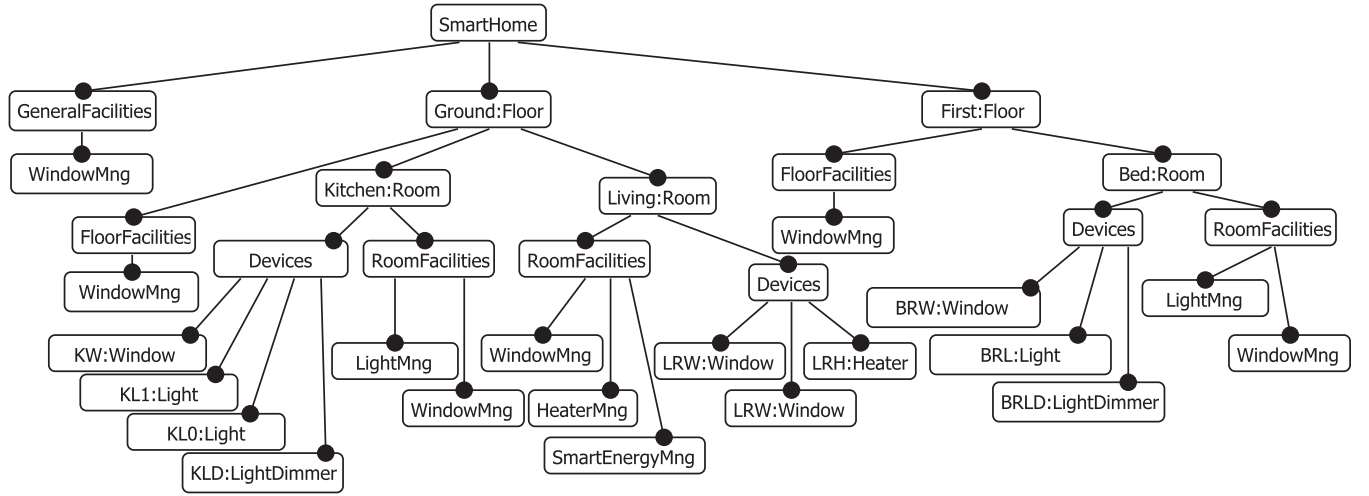 SmartHome
GeneralFacilities
Ground:Floor
First:Floor
WindowMng
Kitchen:Room
Living:Room
FloorFacilities
Bed:Room
FloorFacilities
Devices
RoomFacilities
RoomFacilities
Devices
WindowMng
Devices
RoomFacilities
WindowMng
KW:Window
KL1:Light
KL0:Light
KLD:LightDimmer
LightMng
WindowMng
WindowMng
HeaterMng
SmartEnergyMng
LRW:Window
LRH:Heater
LRW:Window
BRW:Window
BRL:Light
BRLD:LightDimmer
LightMng
WindowMng